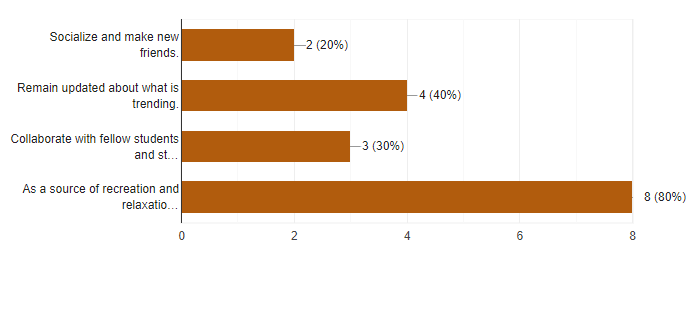 Socialize and make new
friends.
2 (20%)
Remain updated about what is
trending.
4 (40%)
Collaborate with fellow students
and st…
3 (30%)
As a source of recreation and
relaxatio…
8 (80%)
0 2 4 6 8